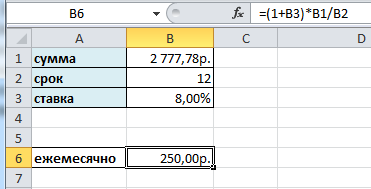 B6 fx =(1+B3)*B1/B2
A B C D
1 сумма 2 777,78р.
2 срок 12
3 ставка 8,00%
4
5
6 ежемесячно 250,00р.
7